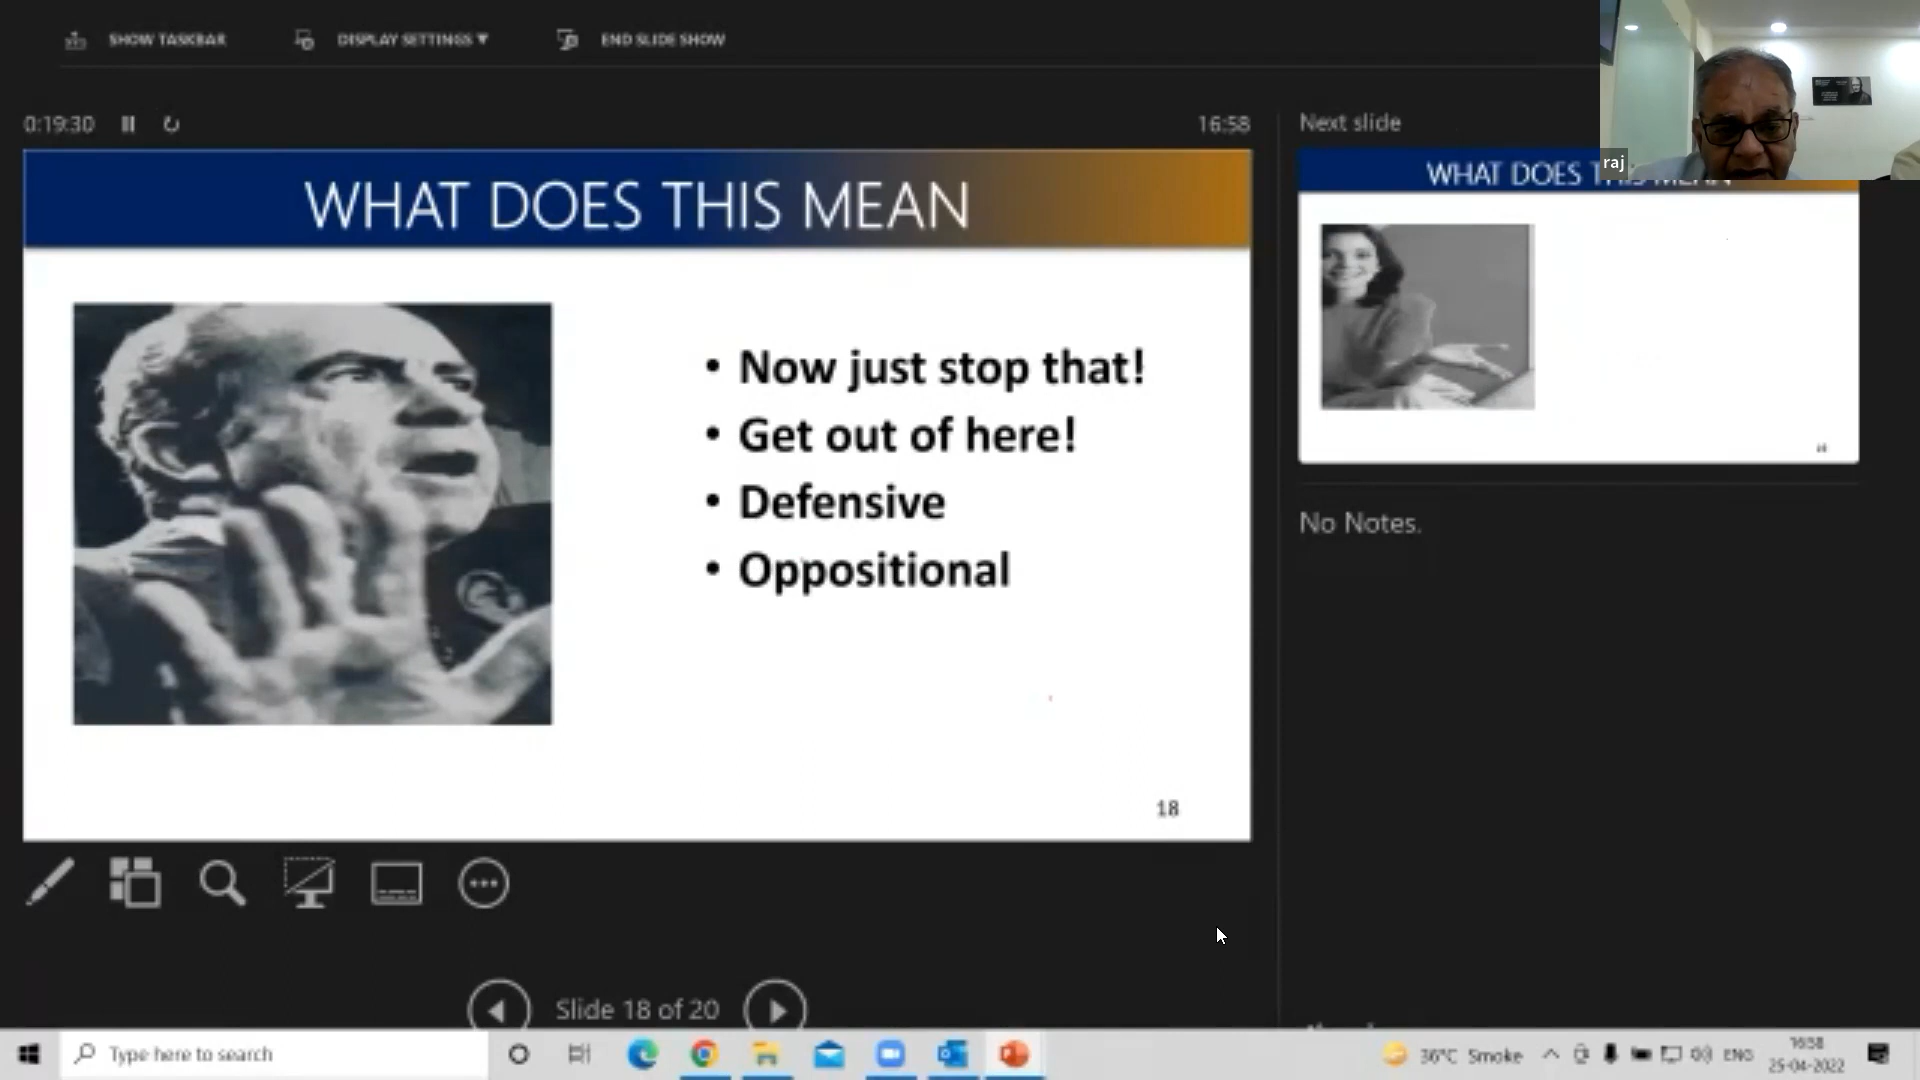 SHOW TASKBAR
DISPLAY SETTINGS ▼
END SLIDE SHOW
0:19:30
16:58
Next slide
raj
WHAT DOES THIS MEAN
WHAT DOES THIS MEAN
• Now just stop that!
• Get out of here!
• Defensive
• Oppositional
18
No Notes.
Slide 18 of 20
Type here to search
36°C Smoke
ENG
16:58
25-04-2022